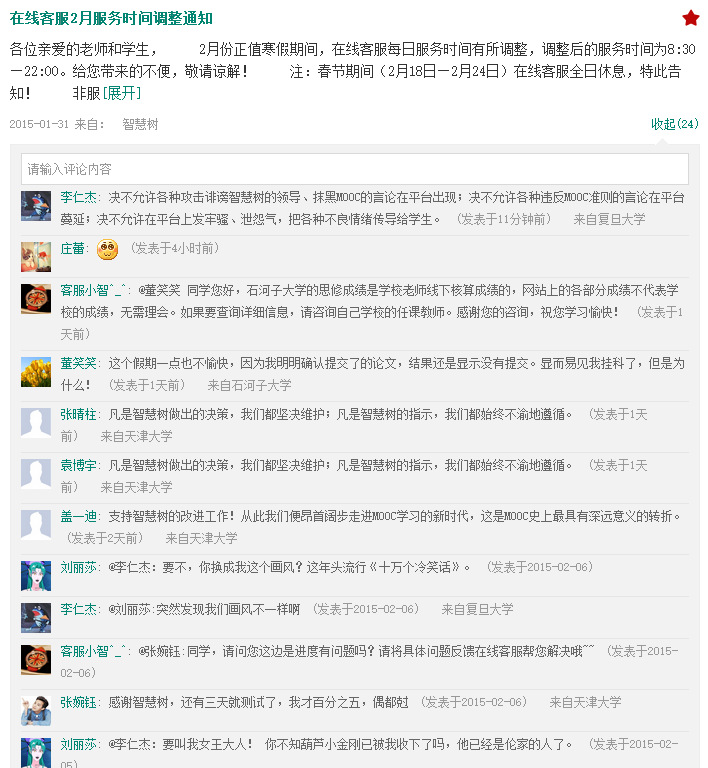 在线客服2月服务时间调整通知
各位亲爱的老师和学生， 2月份正值寒假期间，在线客服每日服务时间有所调整，调整后的服务时间为8:30
—22:00。给您带来的不便，敬请谅解！ 注：春节期间（2月18日—2月24日）在线客服全日休息，特此告
知！ 非服[展开]
2015-01-31 来自： 智慧树 收起(24)
请输入评论内容
李仁杰： 决不允许各种攻击诽谤智慧树的领导、抹黑MOOC的言论在平台出现；决不允许各种违反MOOC准则的言论在平台
蔓延；决不允许在平台上发牢骚、泄怨气，把各种不良情绪传导给学生。 （发表于11分钟前） 来自复旦大学
庄蕾： （发表于4小时前）
客服小智^_^： @董笑笑 同学您好，石河子大学的思修成绩是学校老师线下核算成绩的，网站上的各部分成绩不代表学
校的成绩，无需理会。如果要查询详细信息，请咨询自己学校的任课教师。感谢您的咨询，祝您学习愉快！ （发表于1
天前）
董笑笑： 这个假期一点也不愉快，因为我明明确认提交了的论文，结果还是显示没有提交。显而易见我挂科了，但是为
什么！ （发表于1天前） 来自石河子大学
张晴柱： 凡是智慧树做出的决策，我们都坚决维护；凡是智慧树的指示，我们都始终不渝地遵循。 （发表于1天
前） 来自天津大学
袁博宇： 凡是智慧树做出的决策，我们都坚决维护；凡是智慧树的指示，我们都始终不渝地遵循。 （发表于1天
前） 来自天津大学
盖一迪： 支持智慧树的改进工作！从此我们便昂首阔步走进MOOC学习的新时代，这是MOOC史上最具有深远意义的转折。
（发表于2天前） 来自天津大学
刘丽莎： @李仁杰：要不，你换成我这个画风？这年头流行《十万个冷笑话》。 （发表于2015-02-06）
李仁杰： @刘丽莎:突然发现我们画风不一样啊 （发表于2015-02-06） 来自复旦大学
客服小智^_^： @张婉钰:同学，请问您这边是进度有问题吗？请将具体问题反馈在线客服帮您解决哦~~ （发表于2015-
02-06）
张婉钰： 感谢智慧树，还有三天就测试了，我才百分之五，偶都尅 （发表于2015-02-06） 来自天津大学
刘丽莎： @李仁杰：要叫我女王大人！ 你不知葫芦小金刚已被我收下了吗，他已经是伦家的人了。 （发表于2015-02-
05）